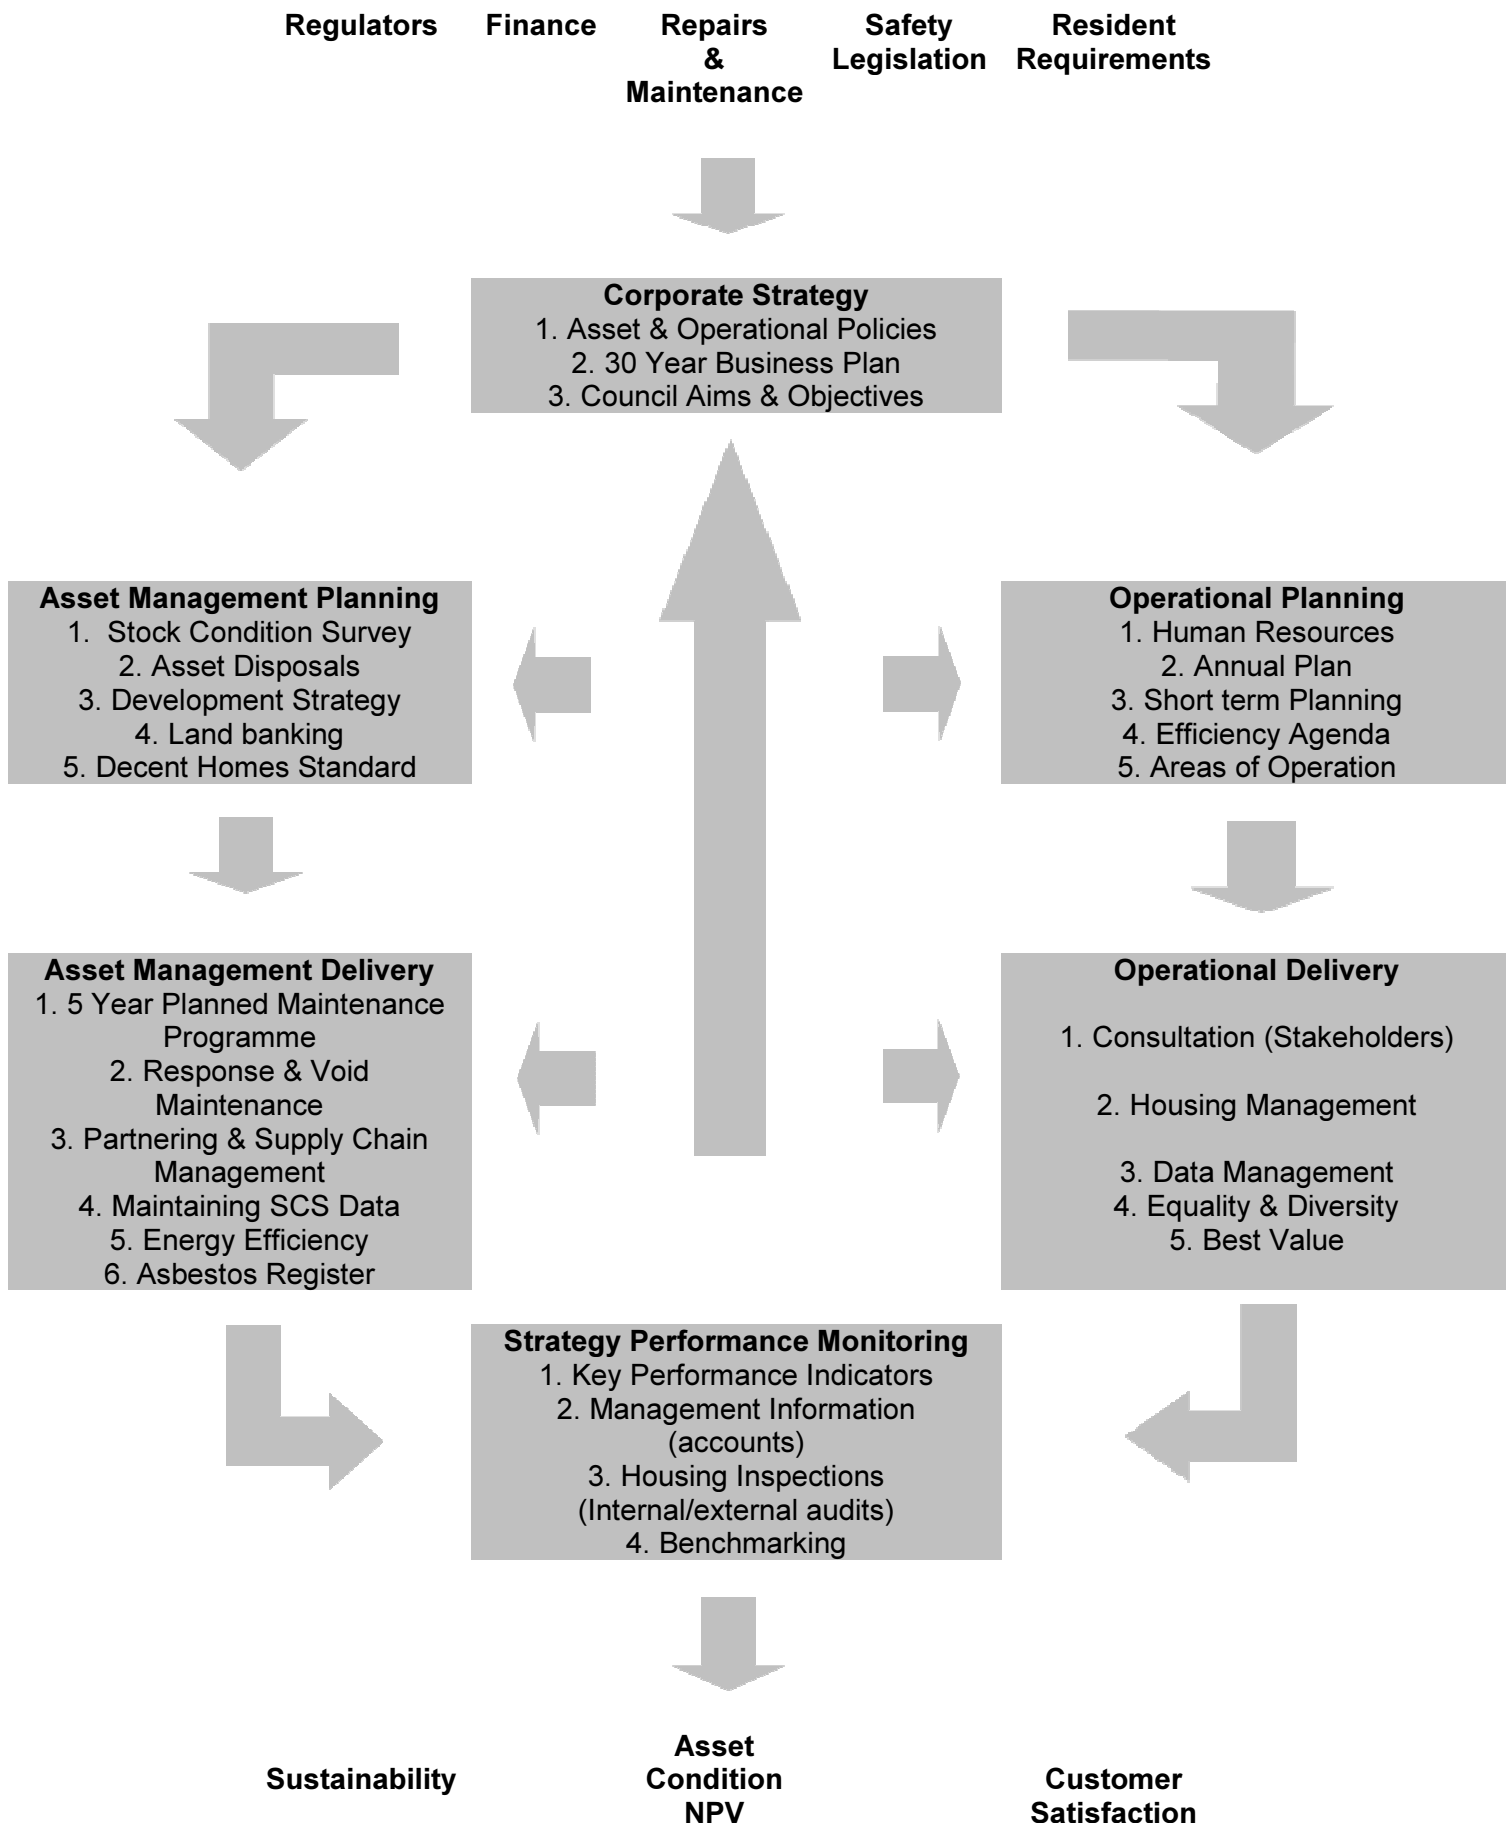 Regulators Finance Repairs Safety Resident
& Legislation Requirements
Maintenance
Corporate Strategy
1. Asset & Operational Policies
2. 30 Year Business Plan
3. Council Aims & Objectives
Asset Management Planning
1. Stock Condition Survey
2. Asset Disposals
3. Development Strategy
4. Land banking
5. Decent Homes Standard
Operational Planning
1. Human Resources
2. Annual Plan
3. Short term Planning
4. Efficiency Agenda
5. Areas of Operation
Asset Management Delivery
1. 5 Year Planned Maintenance
Programme
2. Response & Void
Maintenance
3. Partnering & Supply Chain
Management
4. Maintaining SCS Data
5. Energy Efficiency
6. Asbestos Register
Operational Delivery
1. Consultation (Stakeholders)
2. Housing Management
3. Data Management
4. Equality & Diversity
5. Best Value
Strategy Performance Monitoring
1. Key Performance Indicators
2. Management Information
(accounts)
3. Housing Inspections
(Internal/external audits)
4. Benchmarking
Asset
Sustainability Condition Customer
NPV Satisfaction